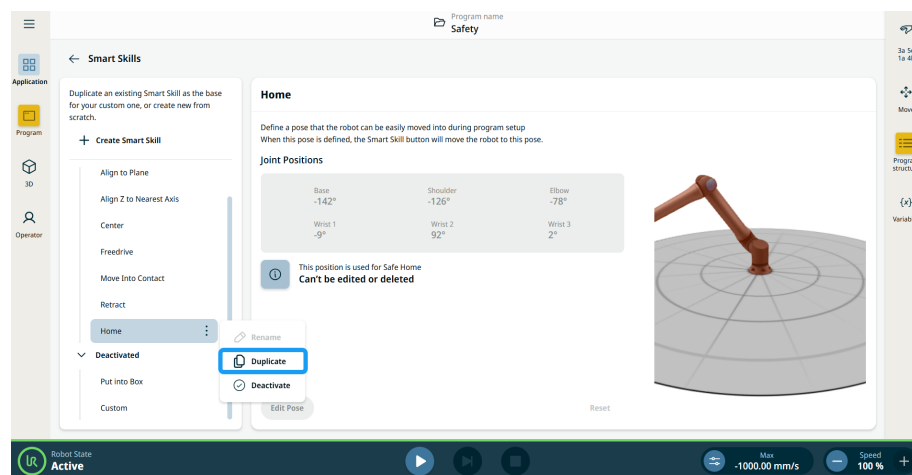 Program name
Safety
Smart Skills
Application
Program
3D
Operator
Duplicate an existing Smart Skill as the base
for your custom one, or create new from
scratch.
Create Smart Skill
Align to Plane
Align Z to Nearest Axis
Center
Freedrive
Move Into Contact
Retract
Home
Deactivated
Put into Box
Custom
Rename
Duplicate
Deactivate
Home
Define a pose that the robot can be easily moved into during program setup
When this pose is defined, the Smart Skill button will move the robot to this pose.
Joint Positions
Base
-142°
Shoulder
-126°
Elbow
-78°
Wrist 1
-9°
Wrist 2
92°
Wrist 3
2°
This position is used for Safe Home
Can't be edited or deleted
Edit Pose
Reset
Move
{x}
Robot State
Active
Max
-1000.00 mm/s
Speed
100 %